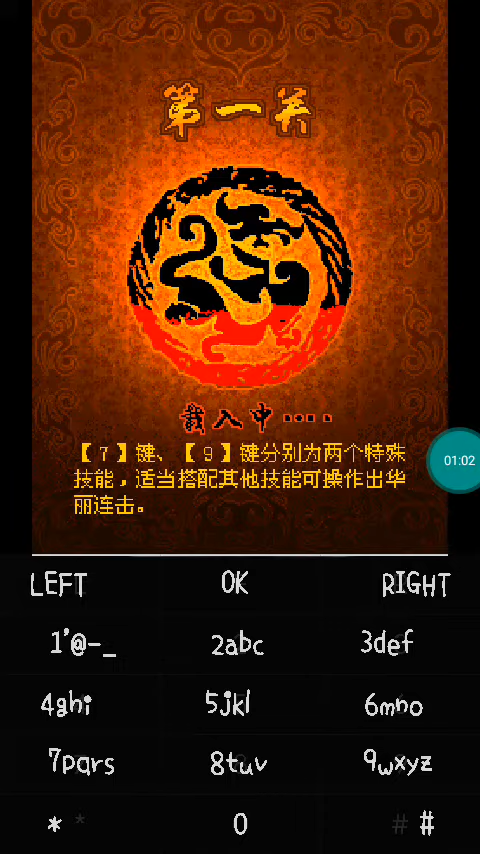 第一关
载入中····
【7】键、【9】键分别为两个特殊
技能，适当搭配其他技能可操作出华
丽连击。
01:02
LEFT OK RIGHT
1'@-_ 2abc 3def
4ghi 5jkl 6mno
7pqrs 8tuv 9wxyz
* * 0 # #